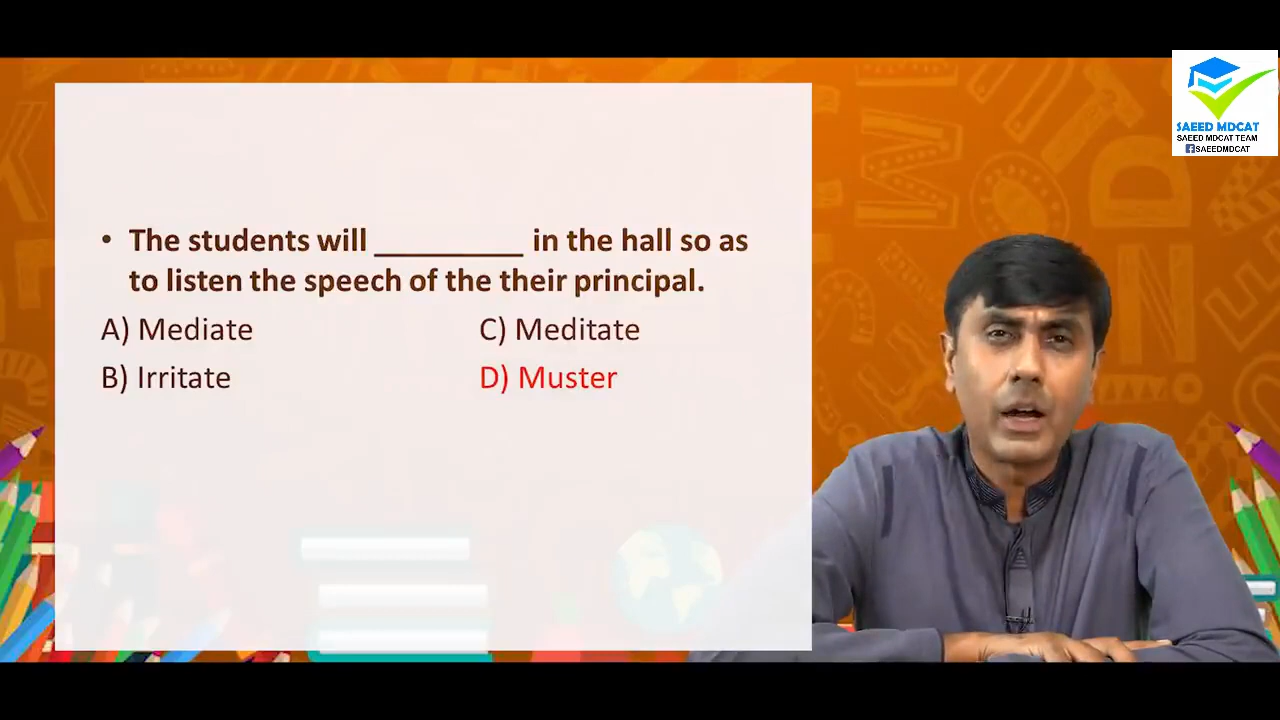 SAEED MDCAT
SAEED MDCAT TEAM
SAEEDMDCAT
• The students will _________ in the hall so as
to listen the speech of the their principal.
A) Mediate C) Meditate
B) Irritate D) Muster